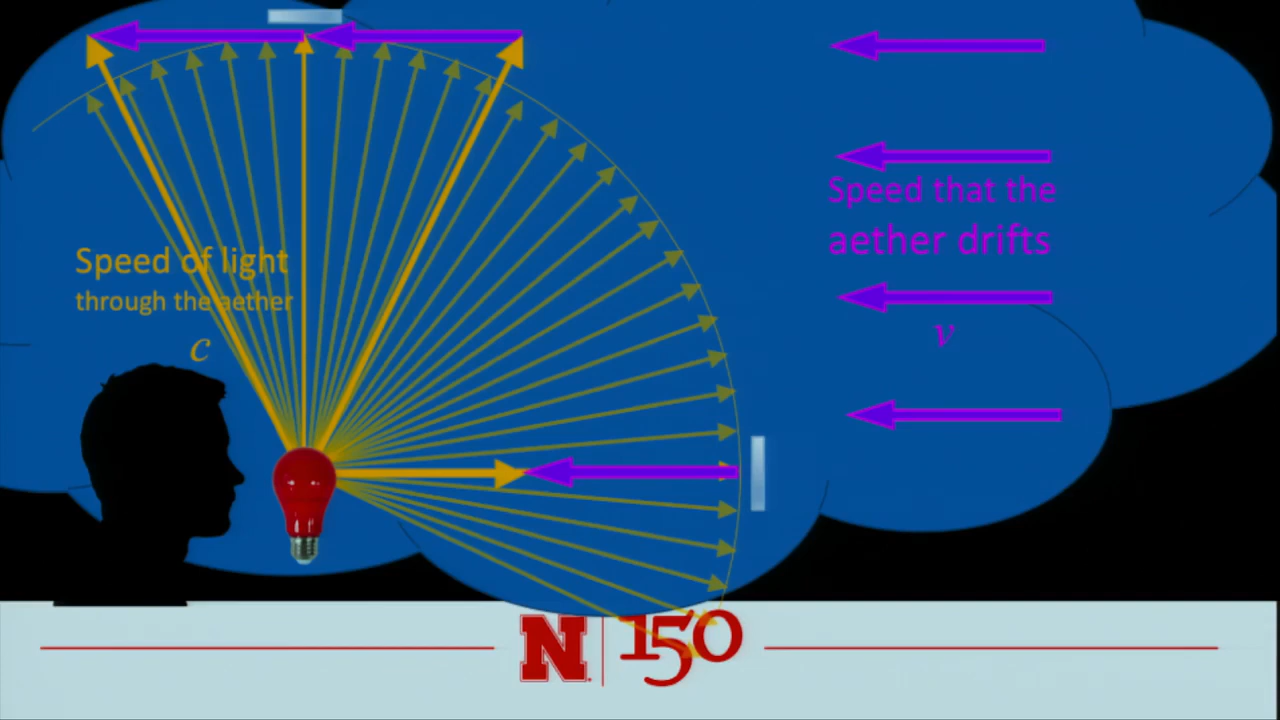 Speed that the
aether drifts
v
Speed of light
through the aether
c
N 150